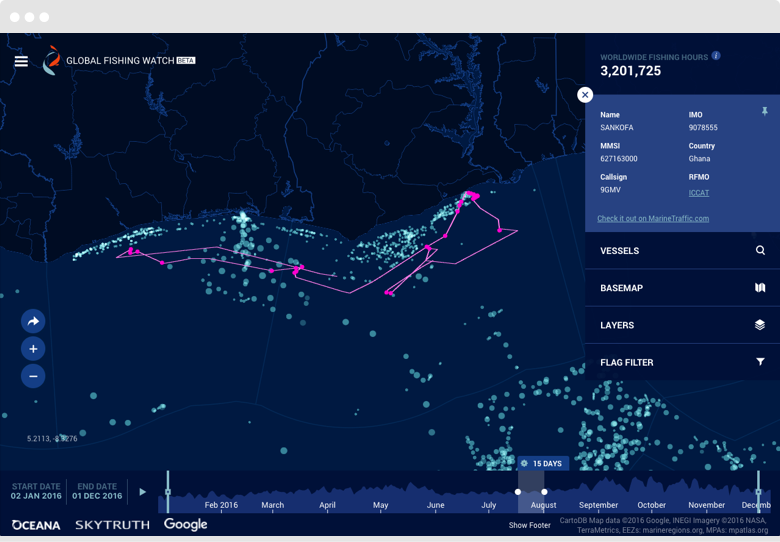 GLOBAL FISHING WATCH BETA
WORLDWIDE FISHING HOURS i
3,201,725
Name IMO
SANKOFA 9078555
MMSI Country
627163000 Ghana
Callsign RFMO
9GMV ICCAT
Check it out on MarineTraffic.com
VESSELS
BASEMAP
LAYERS
FLAG FILTER
15 DAYS
START DATE END DATE
02 JAN 2016 01 DEC 2016
Feb 2016 March April May June July August September October November Decemb
OCEANA SKYTRUTH Google
Show Footer
CartoDB Map data ©2016 Google, INEGI Imagery ©2016 NASA,
TerraMetrics, EEZs: marineregions.org, MPAs: mpatlas.org